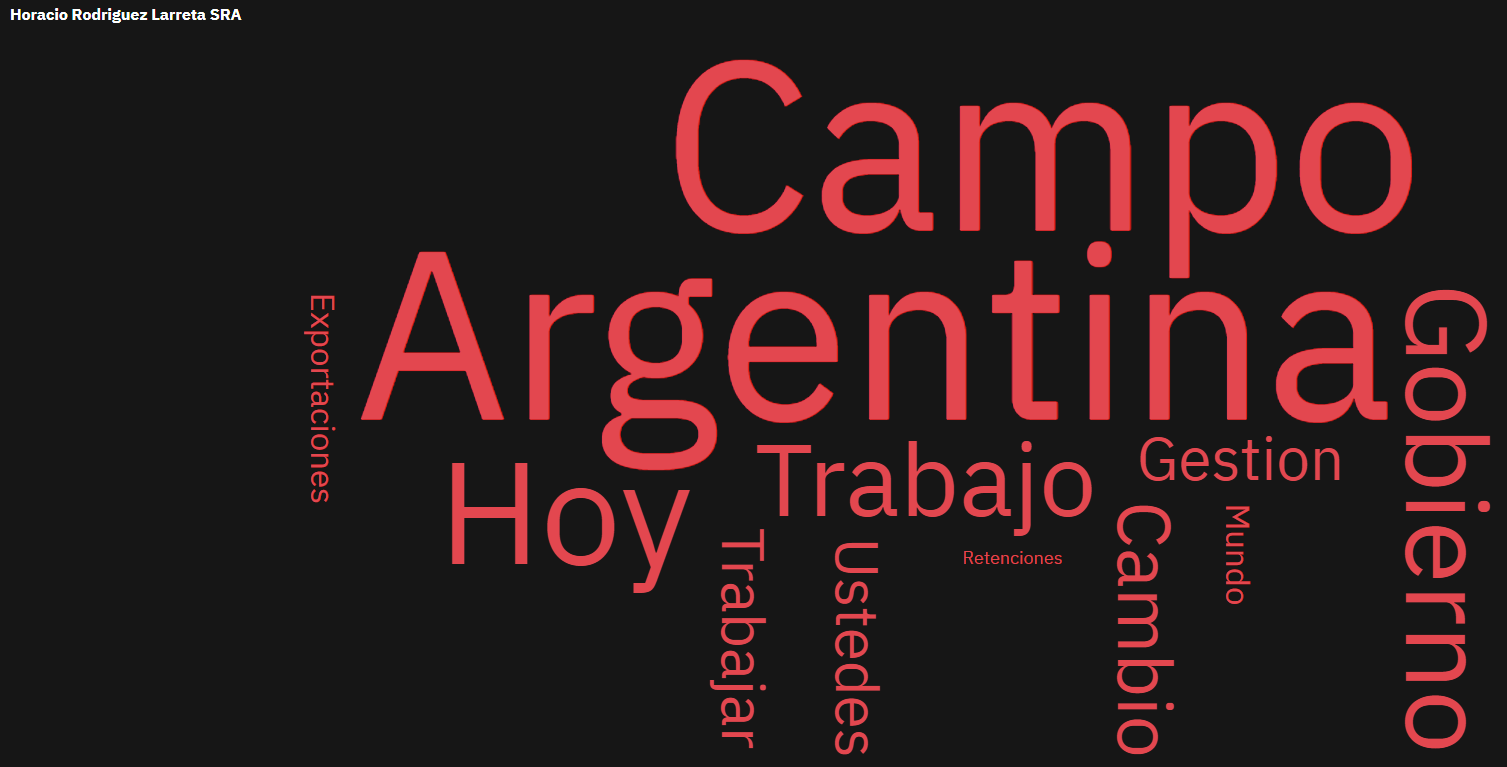 Horacio Rodriguez Larreta SRA
Campo
Argentina
Exportaciones
Gobierno
Hoy
Trabajo
Gestion
Trabajar
Ustedes
Retenciones
Cambio
Mundo